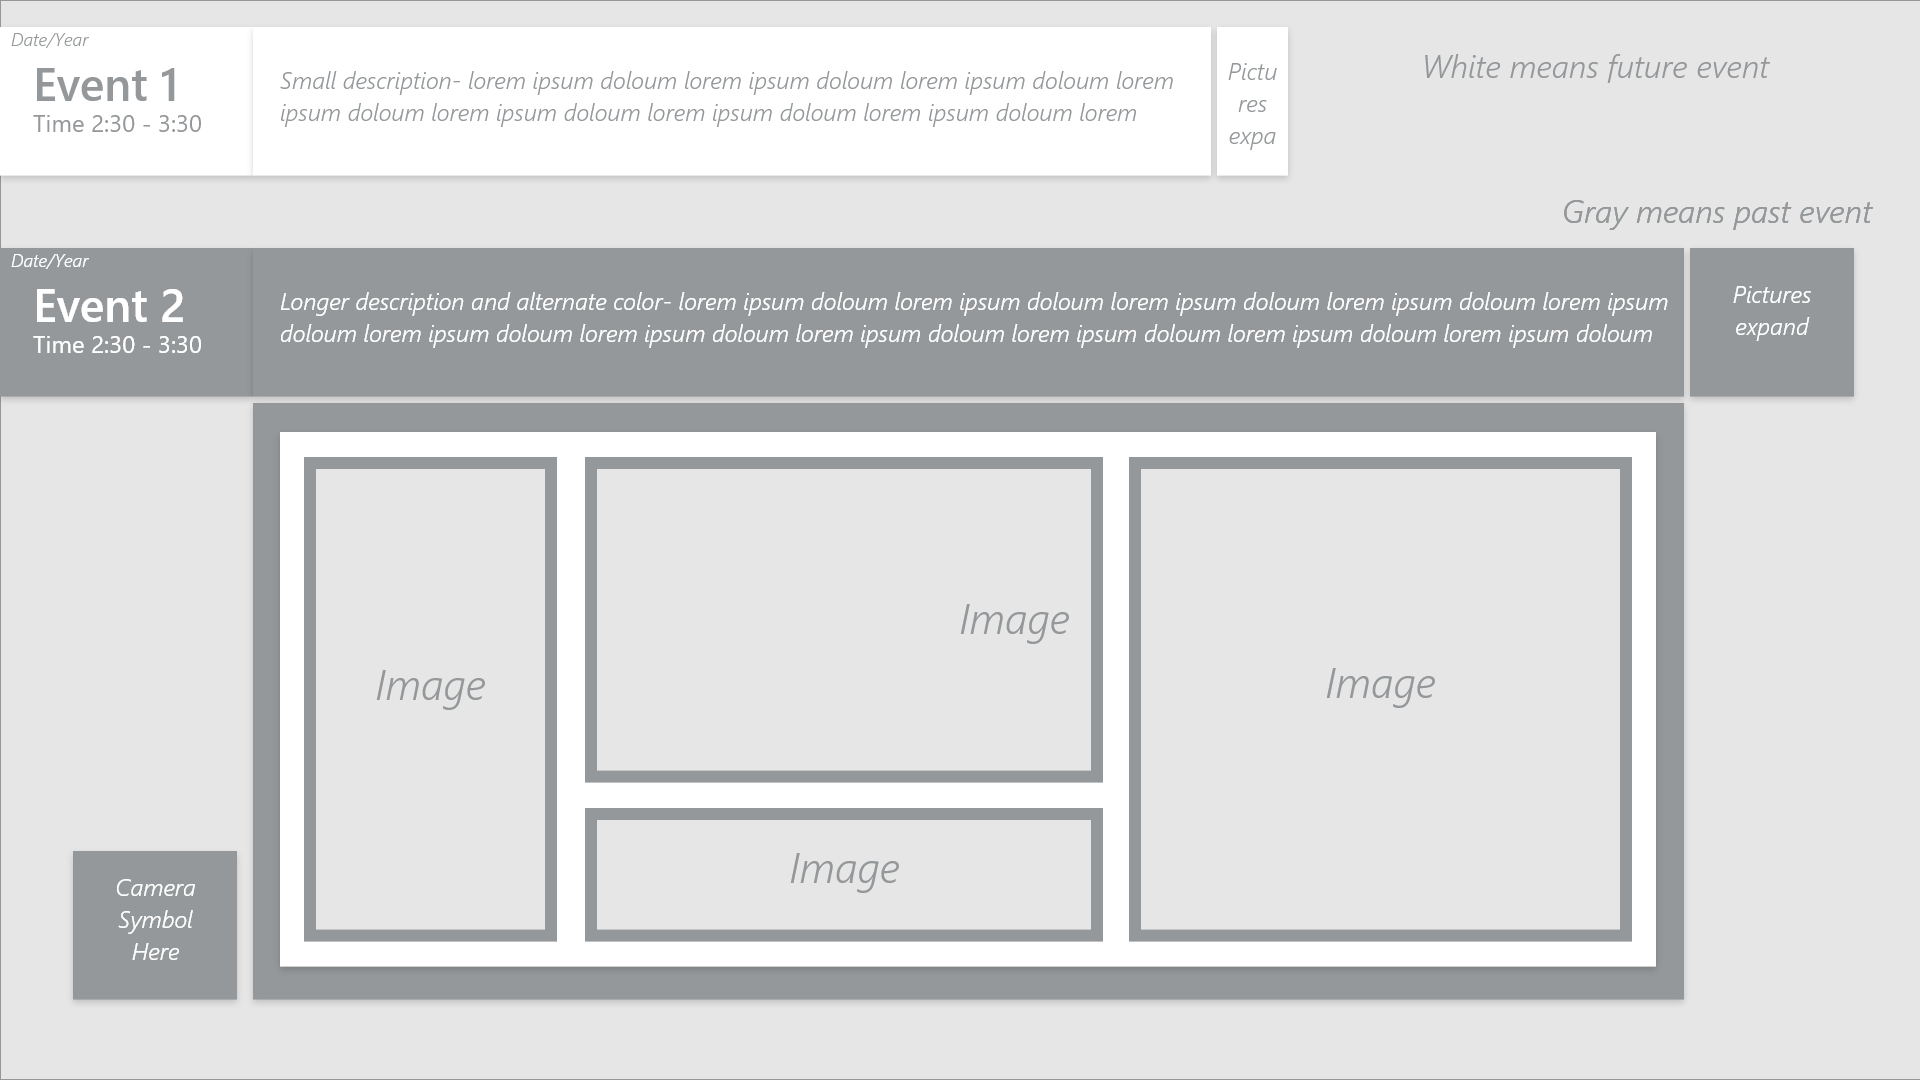 Date/Year
Event 1
Time 2:30 - 3:30
Small description- lorem ipsum doloum lorem ipsum doloum lorem ipsum doloum lorem
ipsum doloum lorem ipsum doloum lorem ipsum doloum lorem ipsum doloum lorem
Pictu
res
expa
White means future event
Gray means past event
Date/Year
Event 2
Time 2:30 - 3:30
Longer description and alternate color- lorem ipsum doloum lorem ipsum doloum lorem ipsum doloum lorem ipsum doloum lorem ipsum
doloum lorem ipsum doloum lorem ipsum doloum lorem ipsum doloum lorem ipsum doloum lorem ipsum doloum lorem ipsum doloum
Pictures
expand
Image
Image
Image
Image
Camera
Symbol
Here